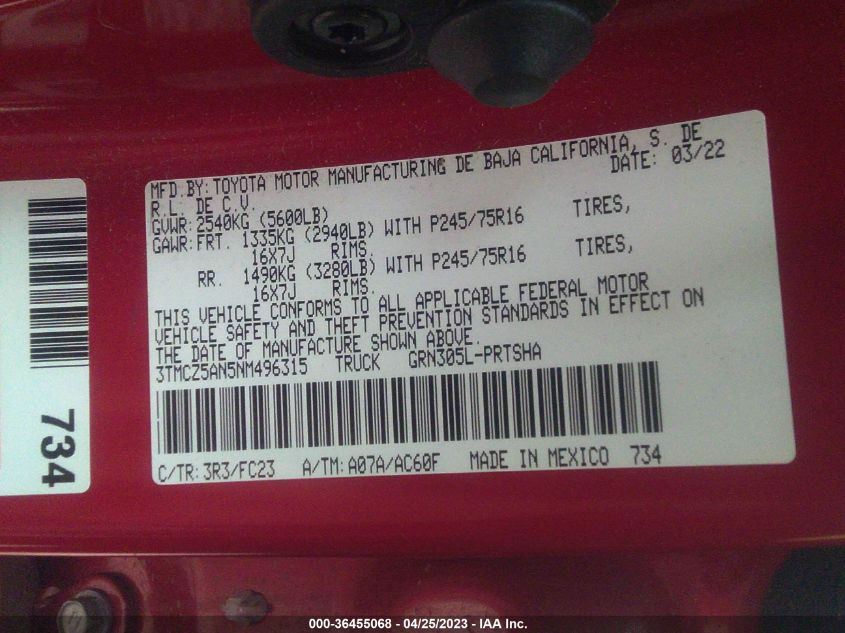 MFD.BY: TOYOTA MOTOR MANUFACTURING DE BAJA CALIFORNIA, S. DE
R.L. DE C.V. DATE: 03/22
GVWR: 2540KG (5600LB)
GAWR: FRT. 1335KG (2940LB) WITH P245/75R16 TIRES,
16X7J RIMS.
RR. 1490KG (3280LB) WITH P245/75R16 TIRES,
16X7J RIMS.
THIS VEHICLE CONFORMS TO ALL APPLICABLE FEDERAL MOTOR
VEHICLE SAFETY AND THEFT PREVENTION STANDARDS IN EFFECT ON
THE DATE OF MANUFACTURE SHOWN ABOVE.
3TMCZ5AN5NM496315 TRUCK GRN305L-PRTSHA
C/TR: 3R3/FC23 A/TM: A07A/AC60F MADE IN MEXICO 734
734
000-36455068 - 04/25/2023 - IAA Inc.